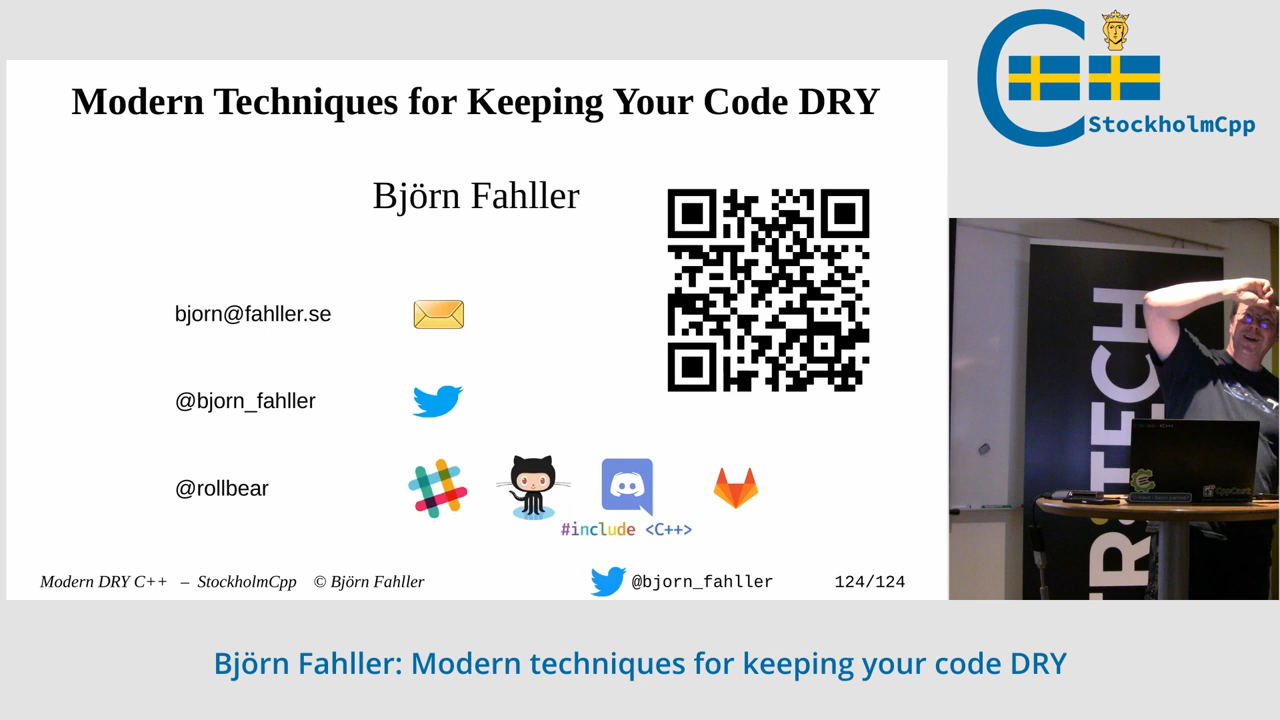 Modern Techniques for Keeping Your Code DRY
Björn Fahller
bjorn@fahller.se
@bjorn_fahller
@rollbear
#include <C++>
Modern DRY C++ – StockholmCpp © Björn Fahller
@bjorn_fahller
124/124
StockholmCpp
TECH
Björn Fahller: Modern techniques for keeping your code DRY